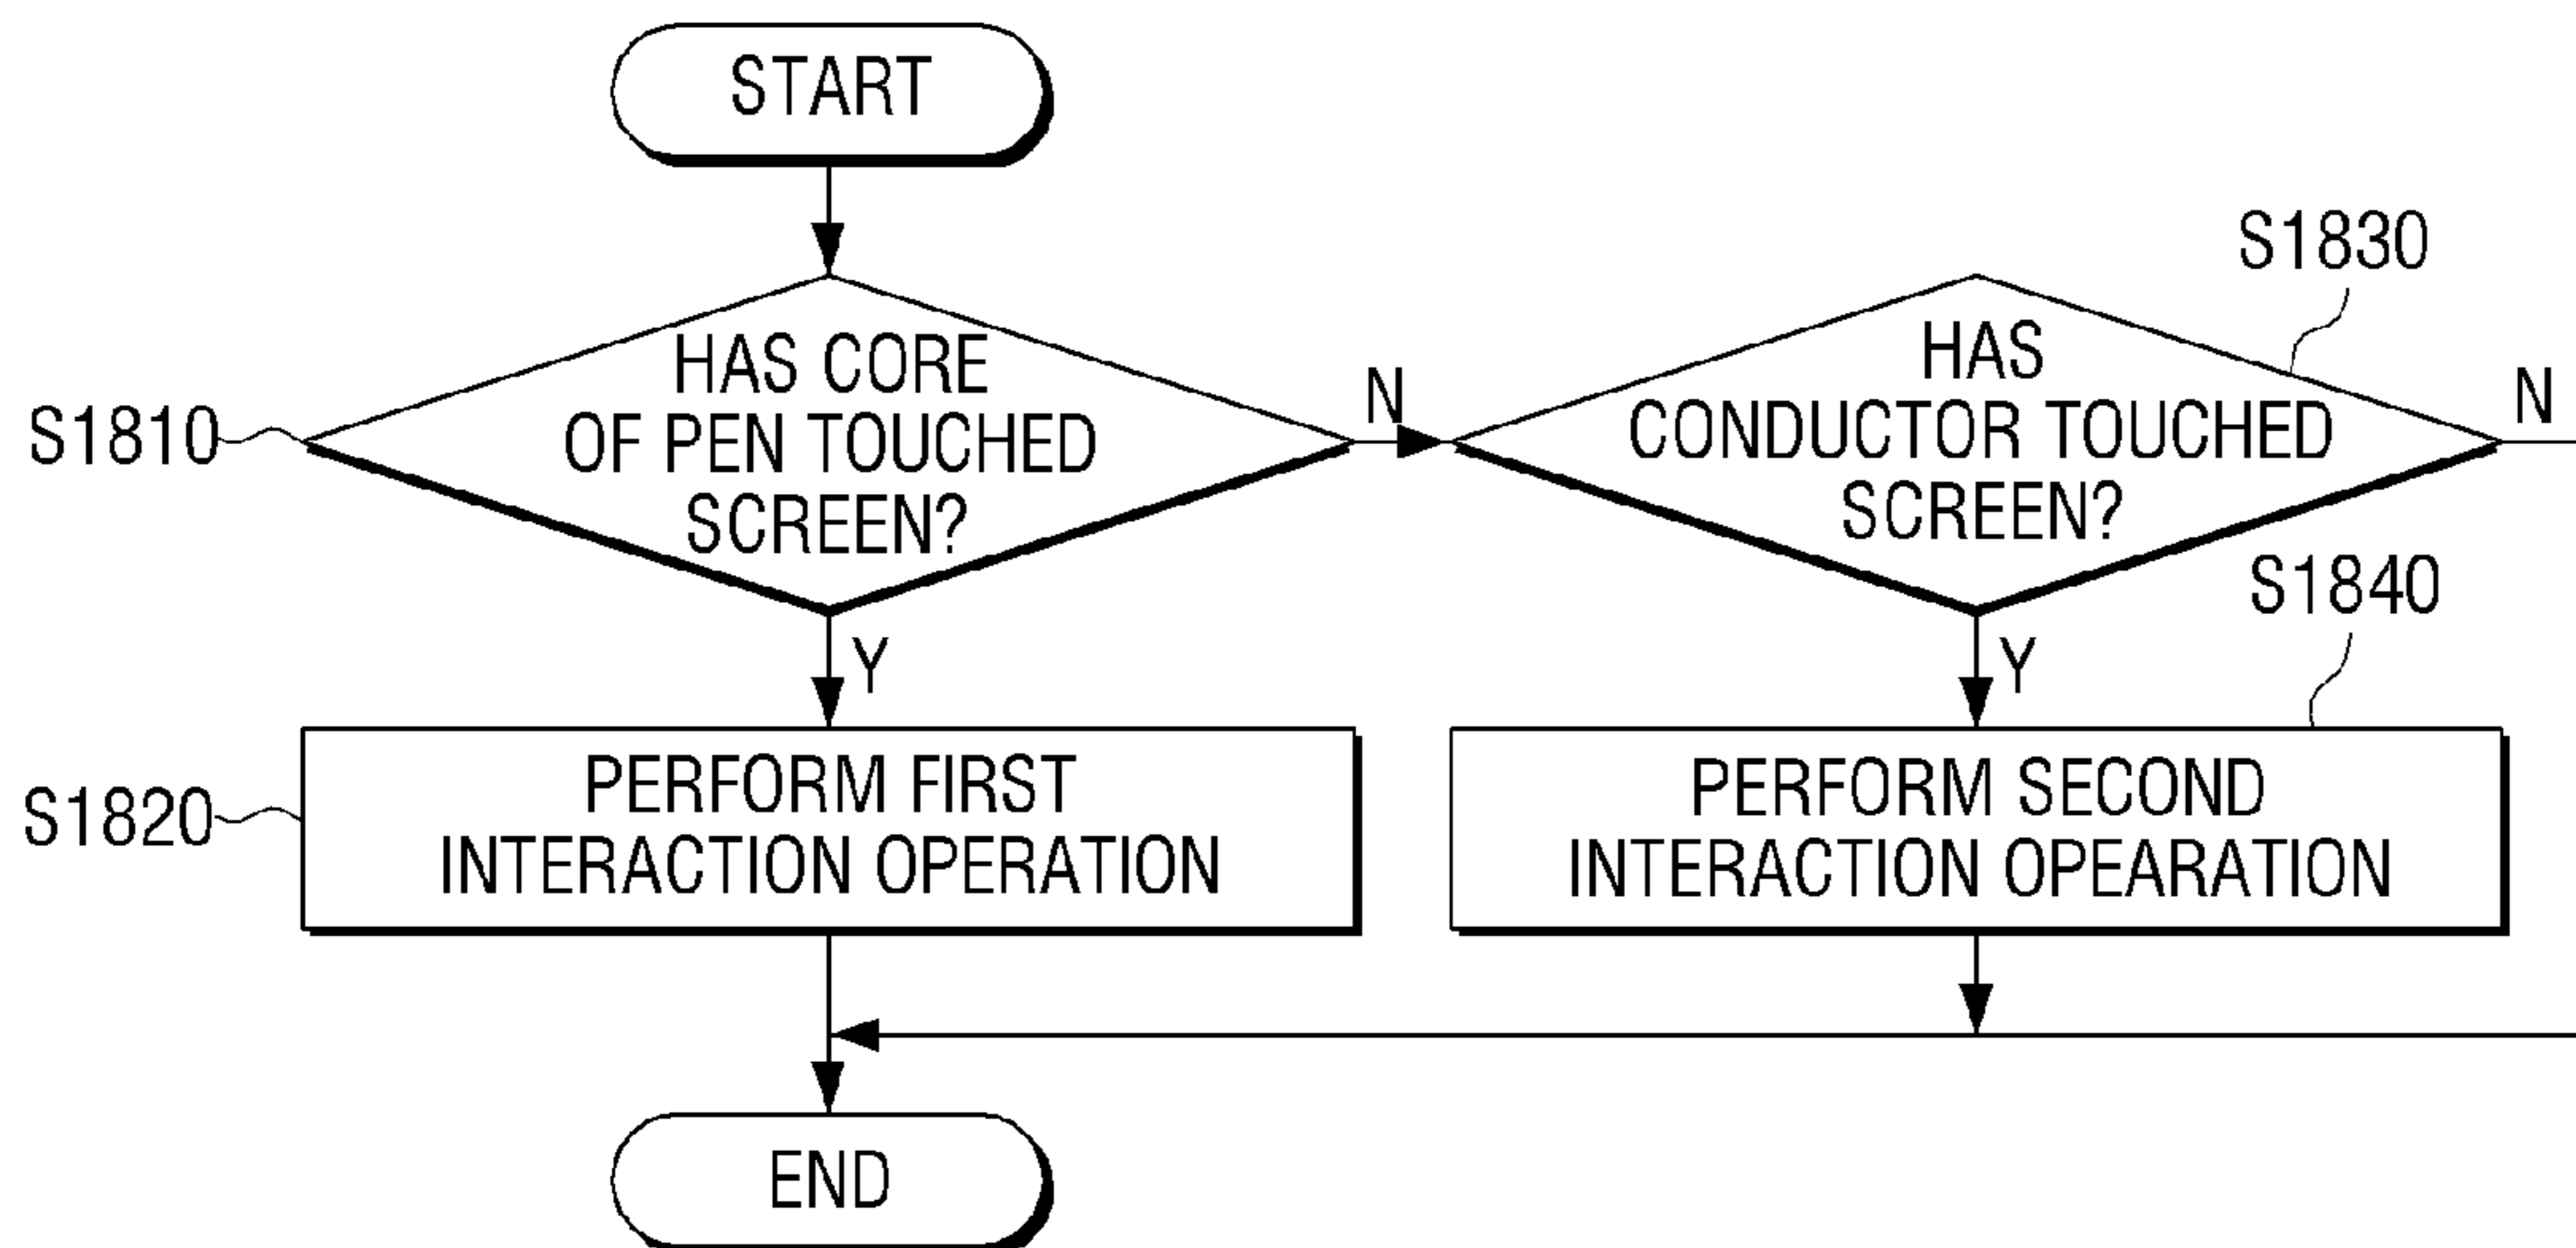 START
S1810
HAS CORE
OF PEN TOUCHED
SCREEN?
N
S1830
HAS
CONDUCTOR TOUCHED
SCREEN?
N
Y
S1820
PERFORM FIRST
INTERACTION OPERATION
Y
S1840
PERFORM SECOND
INTERACTION OPEARATION
END